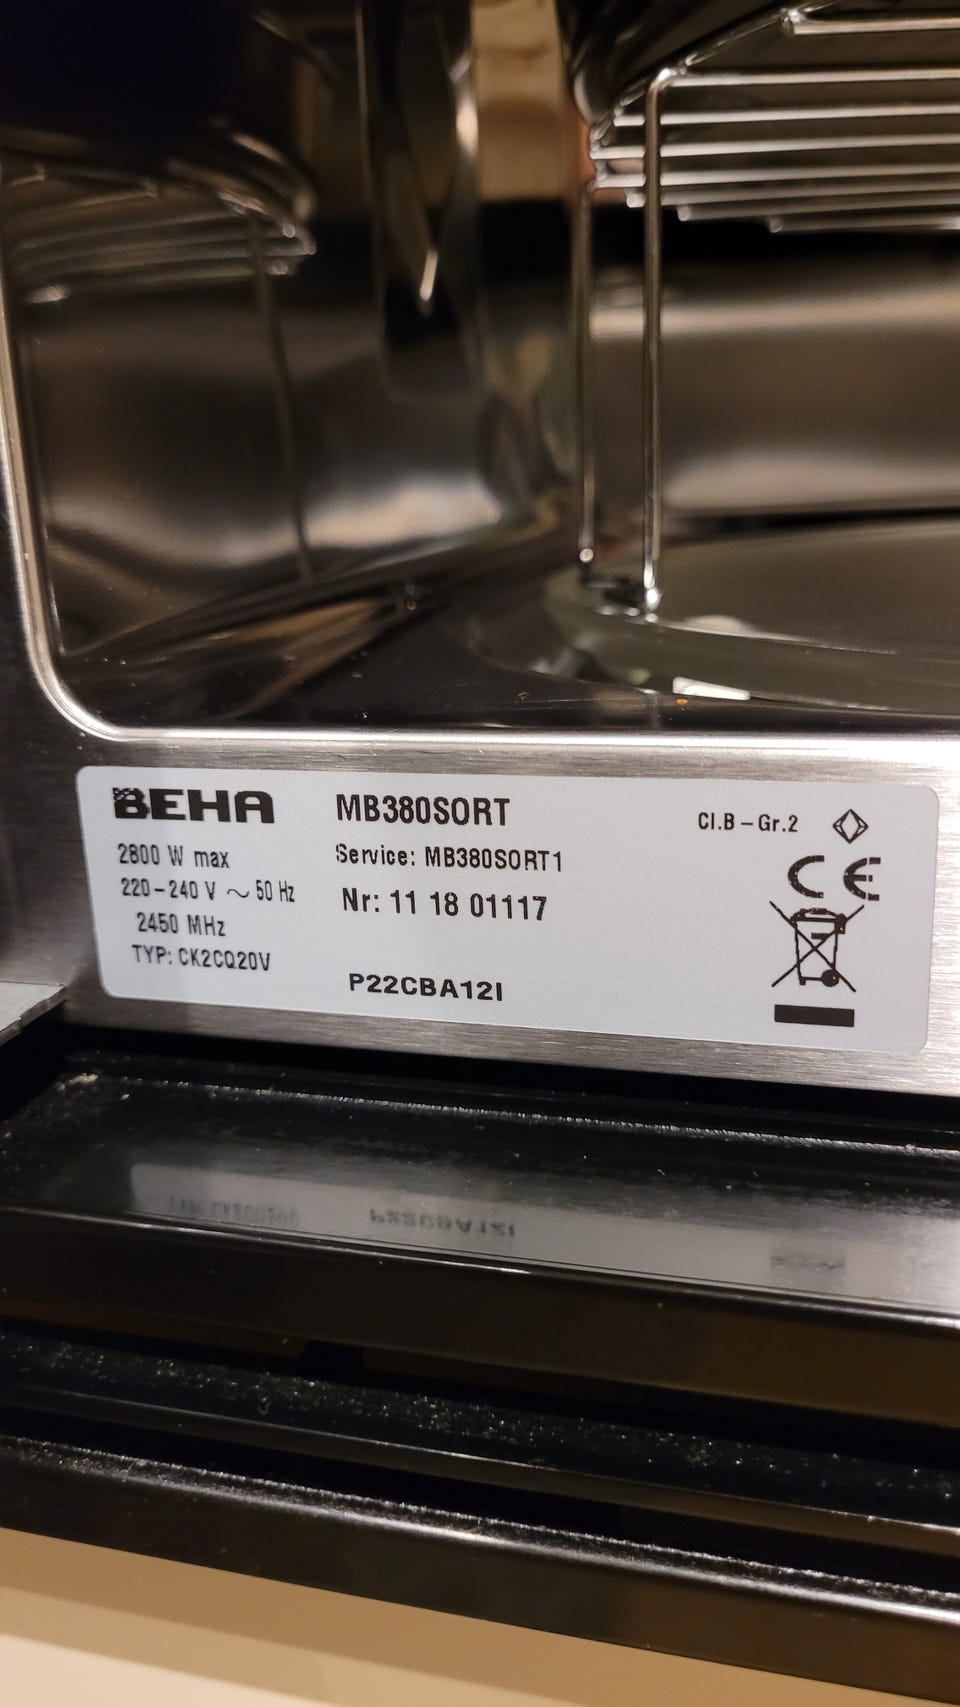 BEHA
2800 W max
220-240 V ~ 50 Hz
2450 MHz
TYP: CK2CQ20V
MB380SORT
Service: MB380SORT1
Nr: 11 18 01117
P22CBA12I
Cl.B-Gr.2
CE